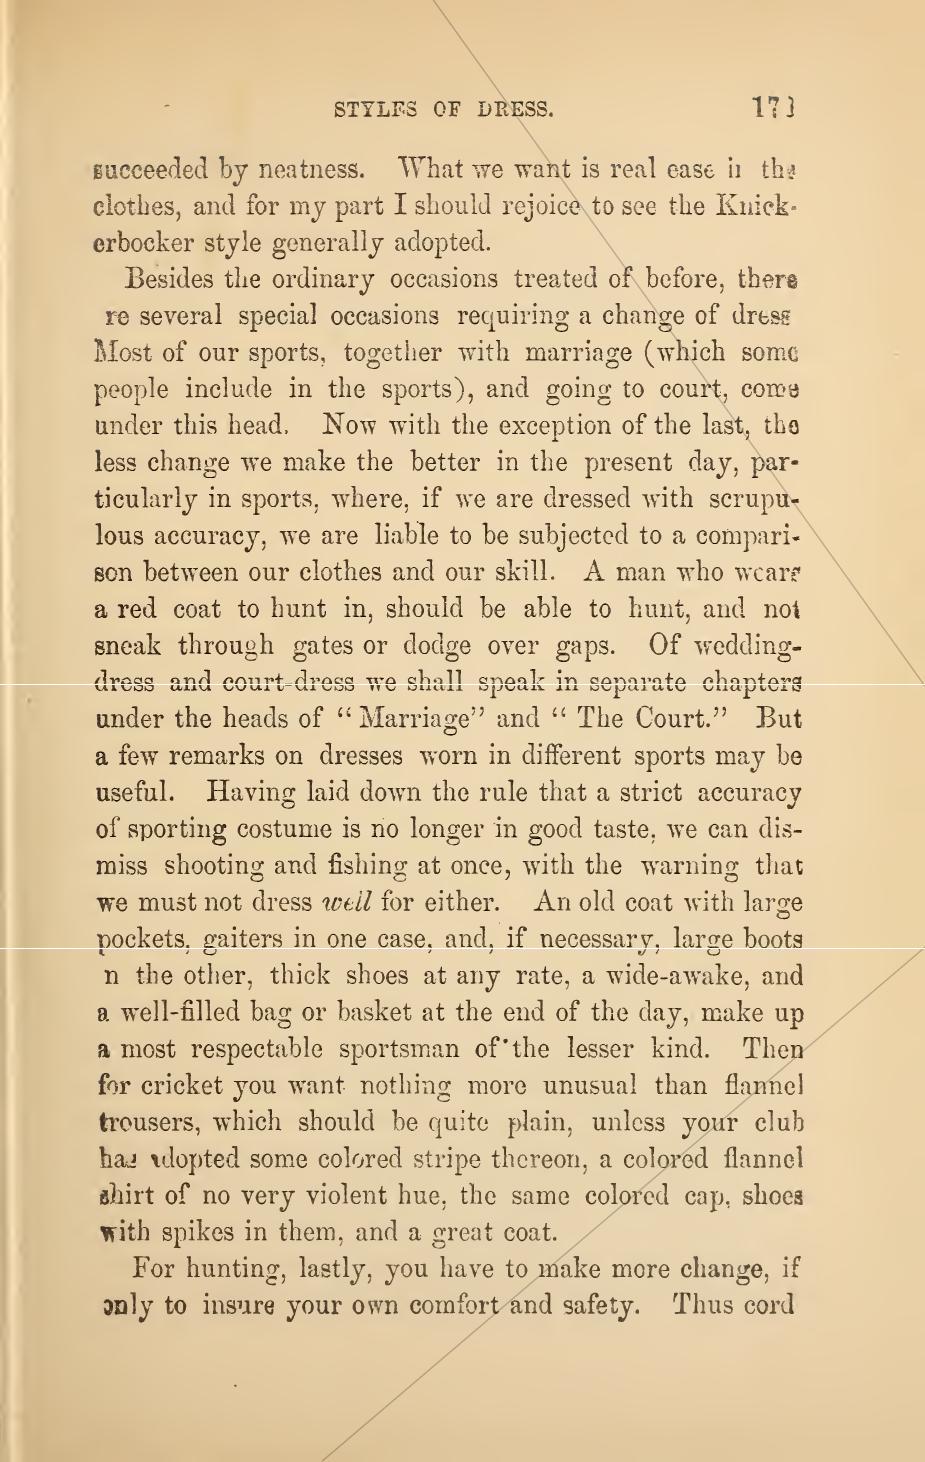 STYLES OF DRESS. 171
succeeded by neatness. What we want is real ease in the
clothes, and for my part I should rejoice to see the Knick-
erbocker style generally adopted.
Besides the ordinary occasions treated of before, there
re several special occasions requiring a change of dress
Most of our sports, together with marriage (which some
people include in the sports), and going to court, come
under this head. Now with the exception of the last, the
less change we make the better in the present day, par-
ticularly in sports, where, if we are dressed with scrupu-
lous accuracy, we are liable to be subjected to a compari-
son between our clothes and our skill. A man who wears
a red coat to hunt in, should be able to hunt, and not
sneak through gates or dodge over gaps. Of wedding-
dress and court-dress we shall speak in separate chapters
under the heads of “Marriage” and “The Court.” But
a few remarks on dresses worn in different sports may be
useful. Having laid down the rule that a strict accuracy
of sporting costume is no longer in good taste, we can dis-
miss shooting and fishing at once, with the warning that
we must not dress well for either. An old coat with large
pockets, gaiters in one case, and, if necessary, large boots
n the other, thick shoes at any rate, a wide-awake, and
a well-filled bag or basket at the end of the day, make up
a most respectable sportsman of the lesser kind. Then
for cricket you want nothing more unusual than flannel
trousers, which should be quite plain, unless your club
has adopted some colored stripe thereon, a colored flannel
shirt of no very violent hue, the same colored cap, shoes
with spikes in them, and a great coat.
For hunting, lastly, you have to make more change, if
only to insure your own comfort and safety. Thus cord